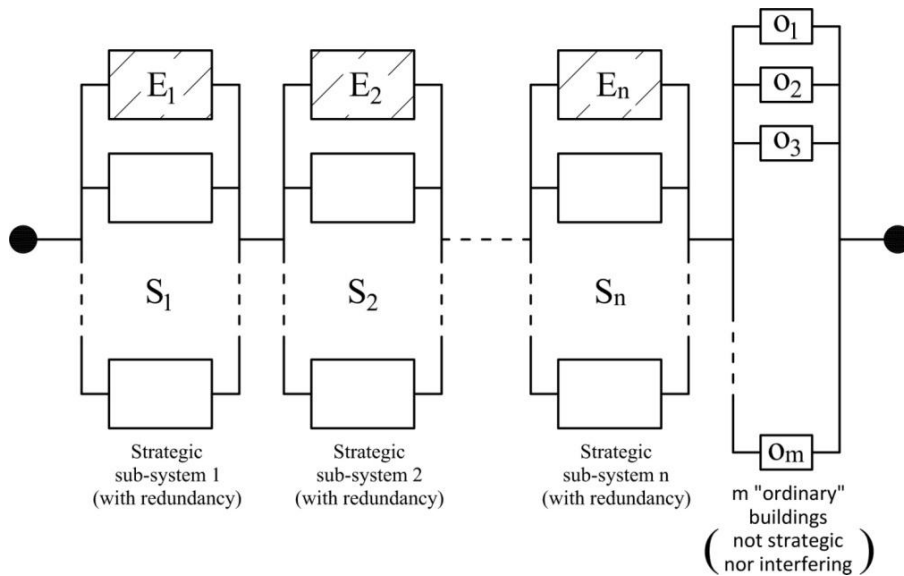 E1
E2
En
O1
O2
O3
S1
S2
Sn
Om
Strategic
sub-system 1
(with redundancy)
Strategic
sub-system 2
(with redundancy)
Strategic
sub-system n
(with redundancy)
m "ordinary"
buildings
( not strategic
nor interfering )